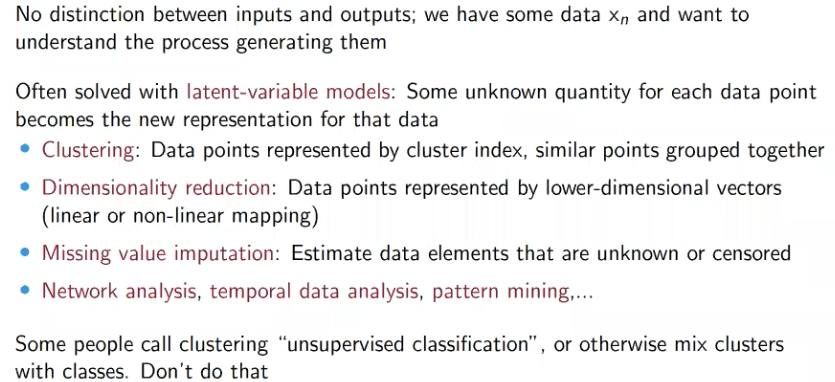 No distinction between inputs and outputs; we have some data xₙ and want to
understand the process generating them
Often solved with latent-variable models: Some unknown quantity for each data point
becomes the new representation for that data
• Clustering: Data points represented by cluster index, similar points grouped together
• Dimensionality reduction: Data points represented by lower-dimensional vectors
(linear or non-linear mapping)
• Missing value imputation: Estimate data elements that are unknown or censored
• Network analysis, temporal data analysis, pattern mining,...
Some people call clustering “unsupervised classification”, or otherwise mix clusters
with classes. Don't do that